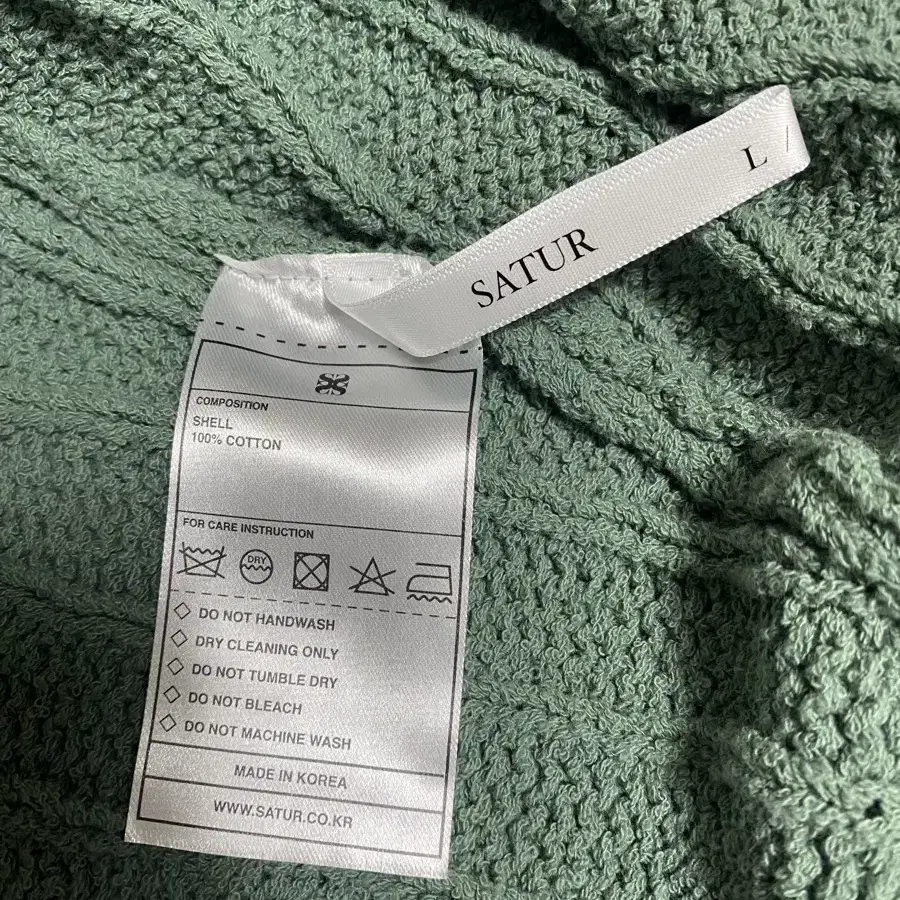 L /
SATUR
COMPOSITION
SHELL
100% COTTON
FOR CARE INSTRUCTION
DRY
DO NOT HANDWASH
DRY CLEANING ONLY
DO NOT TUMBLE DRY
DO NOT BLEACH
DO NOT MACHINE WASH
MADE IN KOREA
WWW.SATUR.CO.KR